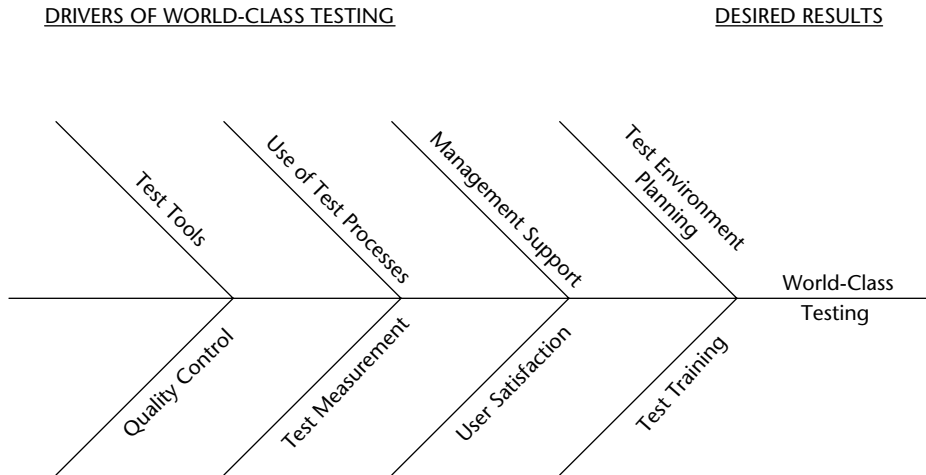 DRIVERS OF WORLD-CLASS TESTING
DESIRED RESULTS
Test Tools
Use of Test Processes
Management Support
Test Environment
Planning
World-Class
Testing
Quality Control
Test Measurement
User Satisfaction
Test Training